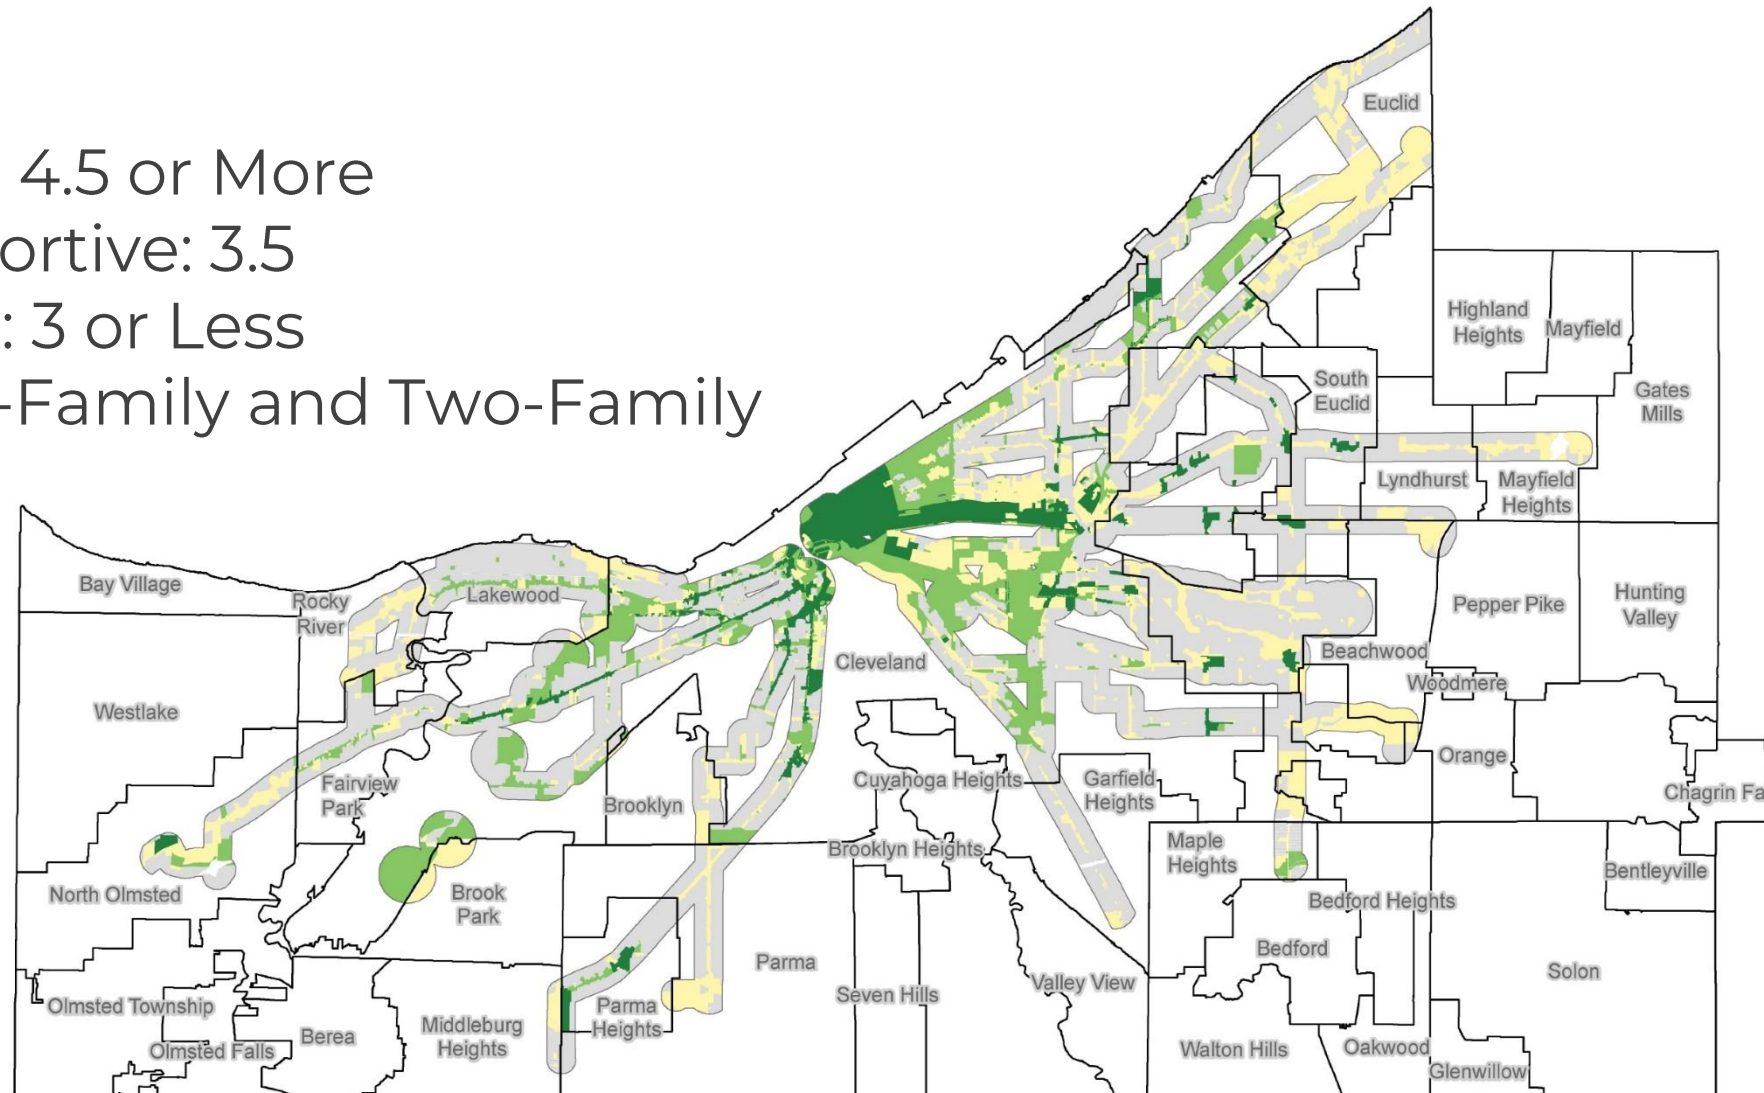 4.5 or More
ortive: 3.5
: 3 or Less
-Family and Two-Family
Euclid
Highland
Heights
Mayfield
South
Euclid
Gates
Mills
Lyndhurst
Mayfield
Heights
Bay Village
Rocky
River
Lakewood
Pepper Pike
Hunting
Valley
Cleveland
Beachwood
Woodmere
Westlake
Orange
Fairview
Park
Brooklyn
Cuyahoga Heights
Garfield
Heights
Chagrin Fa
Brooklyn Heights
Maple
Heights
Bentleyville
North Olmsted
Brook
Park
Bedford Heights
Bedford
Parma
Solon
Valley View
Seven Hills
Olmsted Township
Parma
Heights
Berea
Middleburg
Heights
Olmsted Falls
Walton Hills
Oakwood
Glenwillow